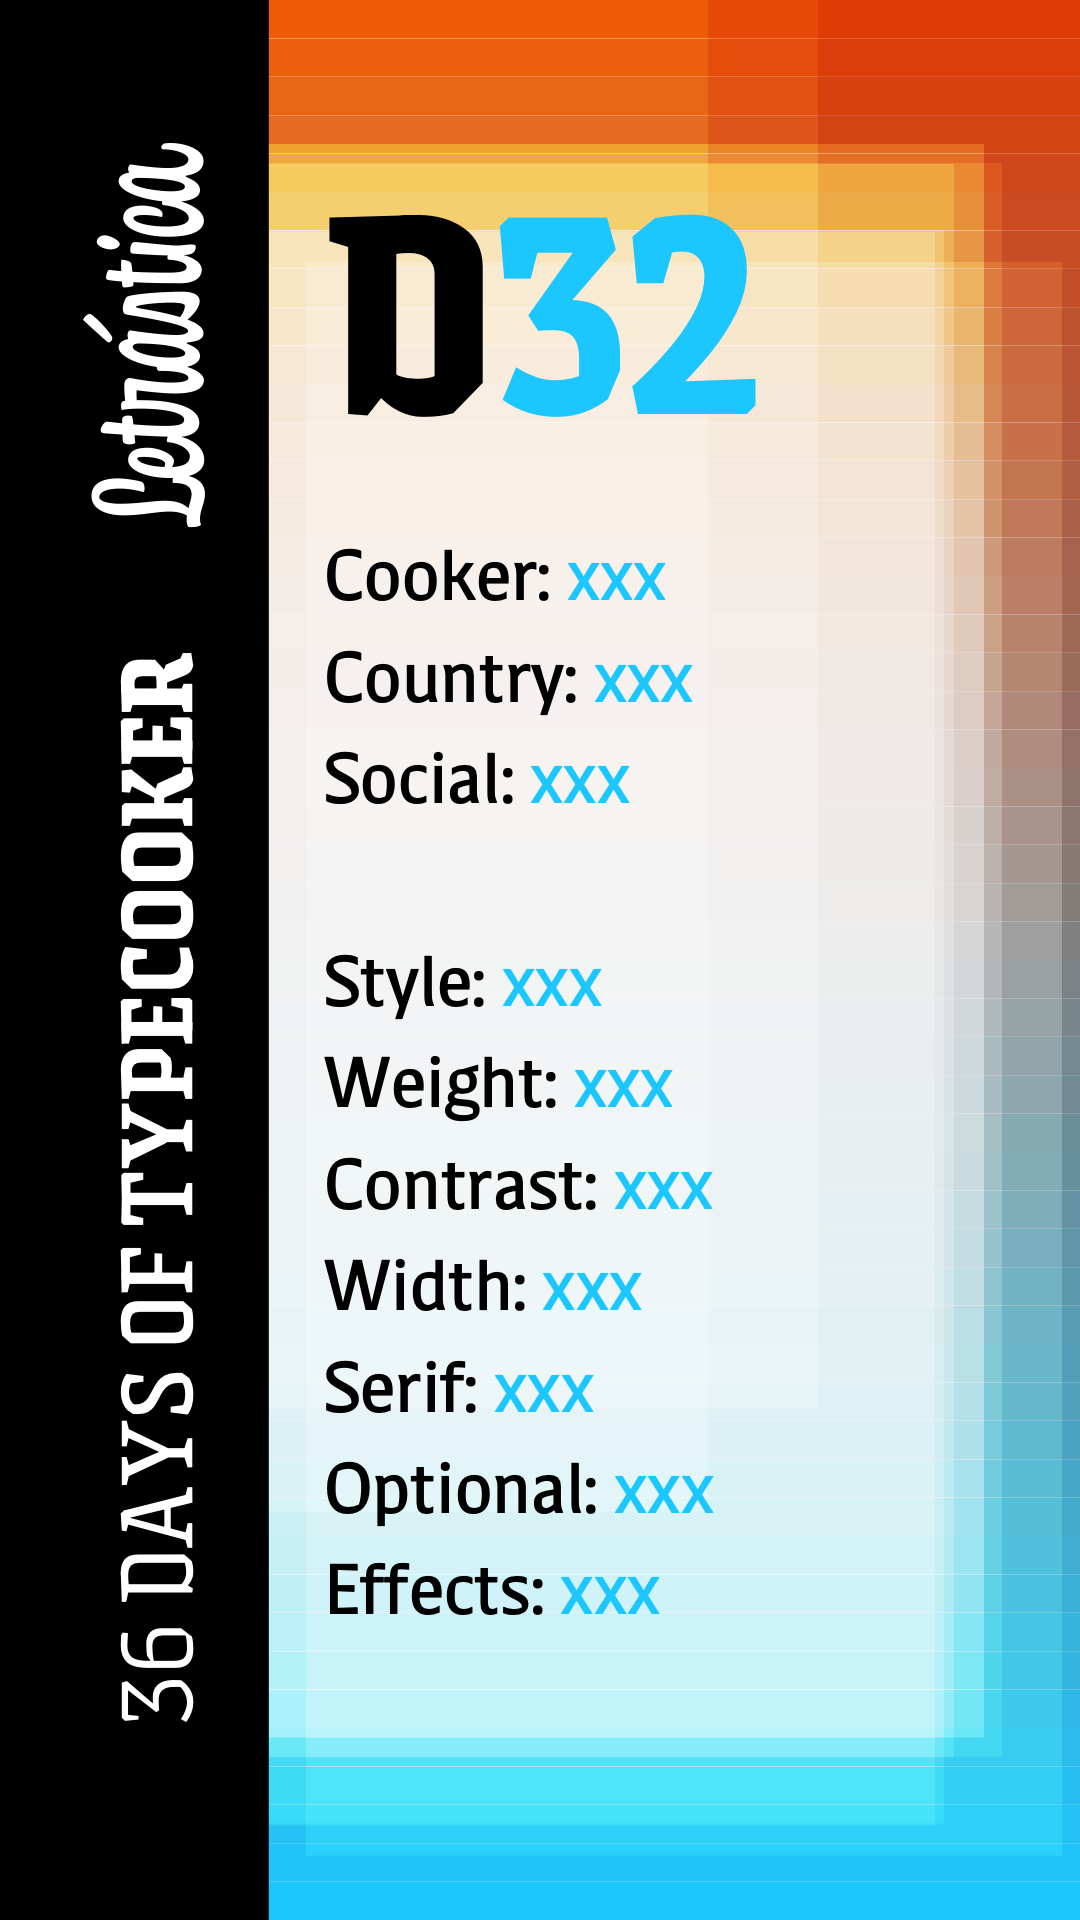 Letrástica
36 DAYS OF TYPECOOKER
D32
Cooker: xxx
Country: xxx
Social: xxx
Style: xxx
Weight: xxx
Contrast: xxx
Width: xxx
Serif: xxx
Optional: xxx
Effects: xxx